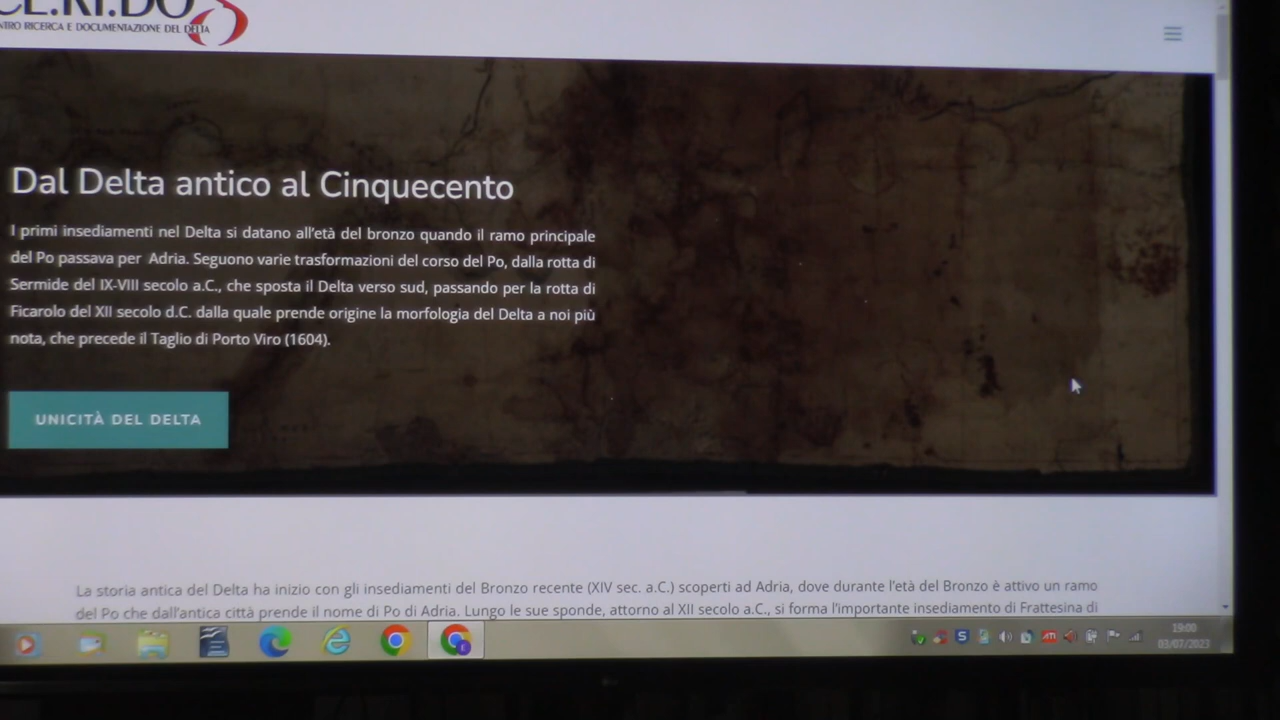 CE.RI.DO
NTRO RICERCA E DOCUMENTAZIONE DEL DELTA
Dal Delta antico al Cinquecento
I primi insediamenti nel Delta si datano all'età del bronzo quando il ramo principale
del Po passava per Adria. Seguono varie trasformazioni del corso del Po, dalla rotta di
Sermide del IX-VIII secolo a.C., che sposta il Delta verso sud, passando per la rotta di
Ficarolo del XII secolo d.C. dalla quale prende origine la morfologia del Delta a noi più
nota, che precede il Taglio di Porto Viro (1604).
UNICITÀ DEL DELTA
La storia antica del Delta ha inizio con gli insediamenti del Bronzo recente (XIV sec. a.C.) scoperti ad Adria, dove durante l'età del Bronzo è attivo un ramo
del Po che dall'antica città prende il nome di Po di Adria. Lungo le sue sponde, attorno al XII secolo a.C., si forma l'importante insediamento di Frattesina di
19:00
03/07/2023